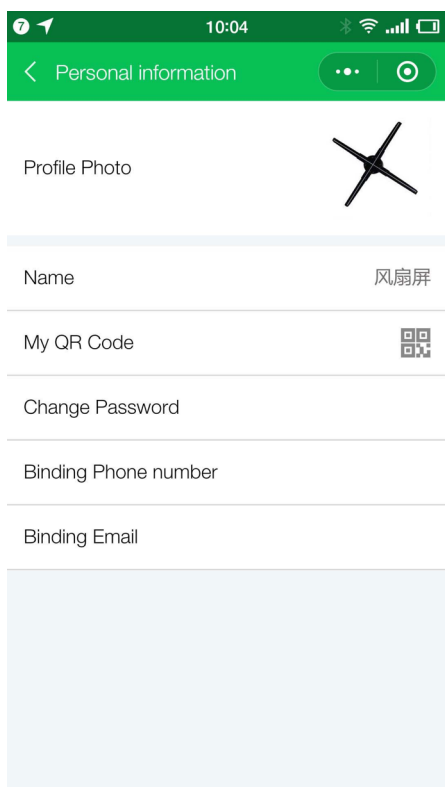 7
10:04
Personal information
Profile Photo
Name 风扇屏
My QR Code
Change Password
Binding Phone number
Binding Email